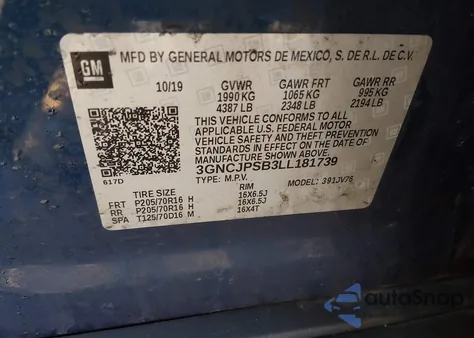 GM
MFD BY GENERAL MOTORS DE MEXICO, S. DE R.L. DE C.V.
10/19 GVWR GAWR FRT GAWR RR
1990 KG 1065 KG 995 KG
4387 LB 2348 LB 2194 LB
THIS VEHICLE CONFORMS TO ALL
APPLICABLE U.S. FEDERAL MOTOR
VEHICLE SAFETY AND THEFT PREVENTION
STANDARDS IN EFFECT ON THE DATE OF
MANUFACTURE SHOWN ABOVE.
3GNCJPSB3LL181739
617D TYPE: M.P.V. MODEL: 391JV76
TIRE SIZE RIM
FRT P205/70R16 H 16X6.5J
RR P205/70R16 H 16X6.5J
SPA T125/70D16 M 16X4T
autoSnap